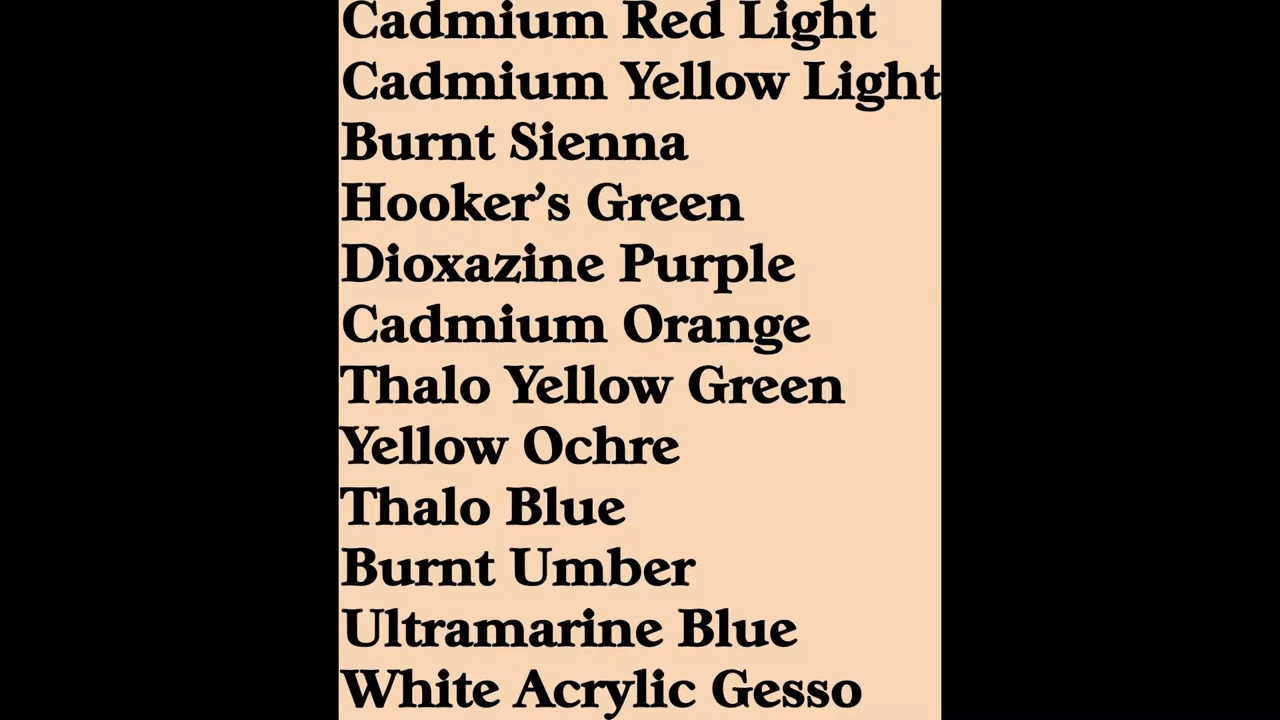 Cadmium Red Light
Cadmium Yellow Light
Burnt Sienna
Hooker’s Green
Dioxazine Purple
Cadmium Orange
Thalo Yellow Green
Yellow Ochre
Thalo Blue
Burnt Umber
Ultramarine Blue
White Acrylic Gesso